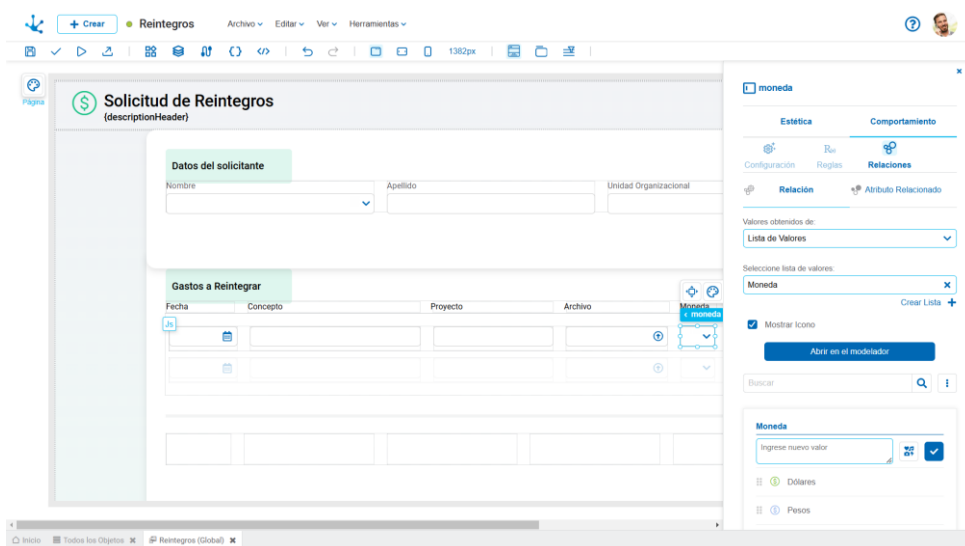 Crear
Reintegros
Archivo
Editar
Ver
Herramientas
?
1382px
Página
Solicitud de Reintegros
{descriptionHeader}
Datos del solicitante
Nombre
Apellido
Unidad Organizacional
Gastos a Reintegrar
Fecha
Concepto
Proyecto
Archivo
Moneda
moneda
Js
moneda
Estética
Comportamiento
Configuración
Reglas
Relaciones
Relación
Atributo Relacionado
Valores obtenidos de:
Lista de Valores
Seleccione lista de valores:
Moneda
Crear Lista
Mostrar Icono
Abrir en el modelador
Buscar
Moneda
Ingrese nuevo valor
Dólares
Pesos
Inicio
Todos los Objetos
Reintegros (Global)